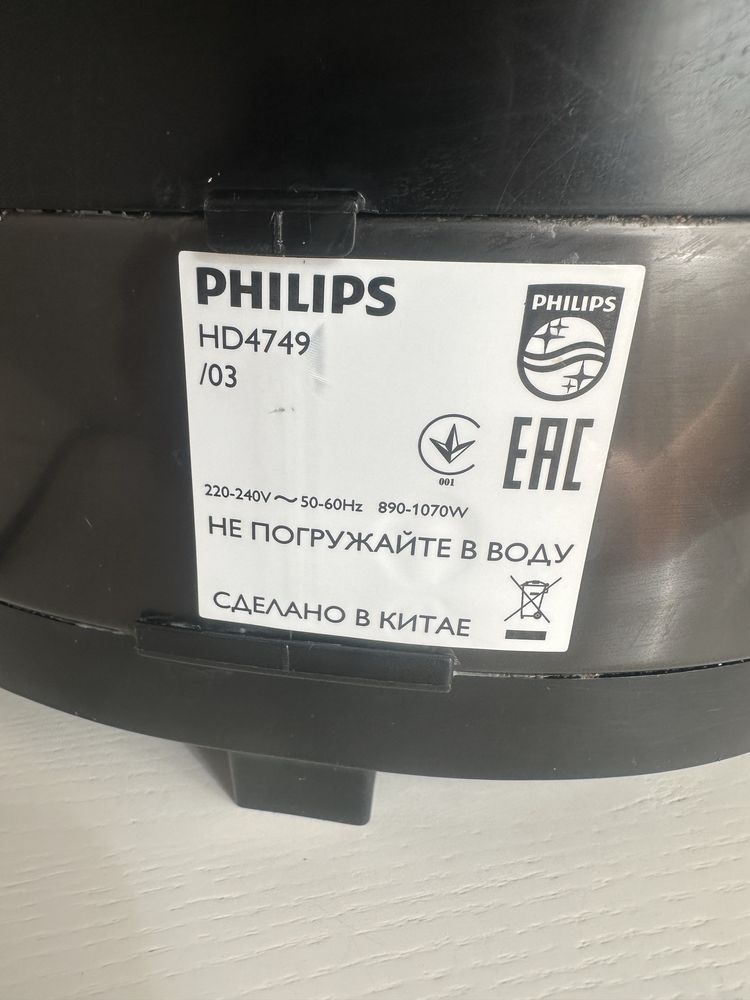 PHILIPS
HD4749
/03
PHILIPS
001
EAC
220-240V ~ 50-60Hz 890-1070W
НЕ ПОГРУЖАЙТЕ В ВОДУ
СДЕЛАНО В КИТАЕ